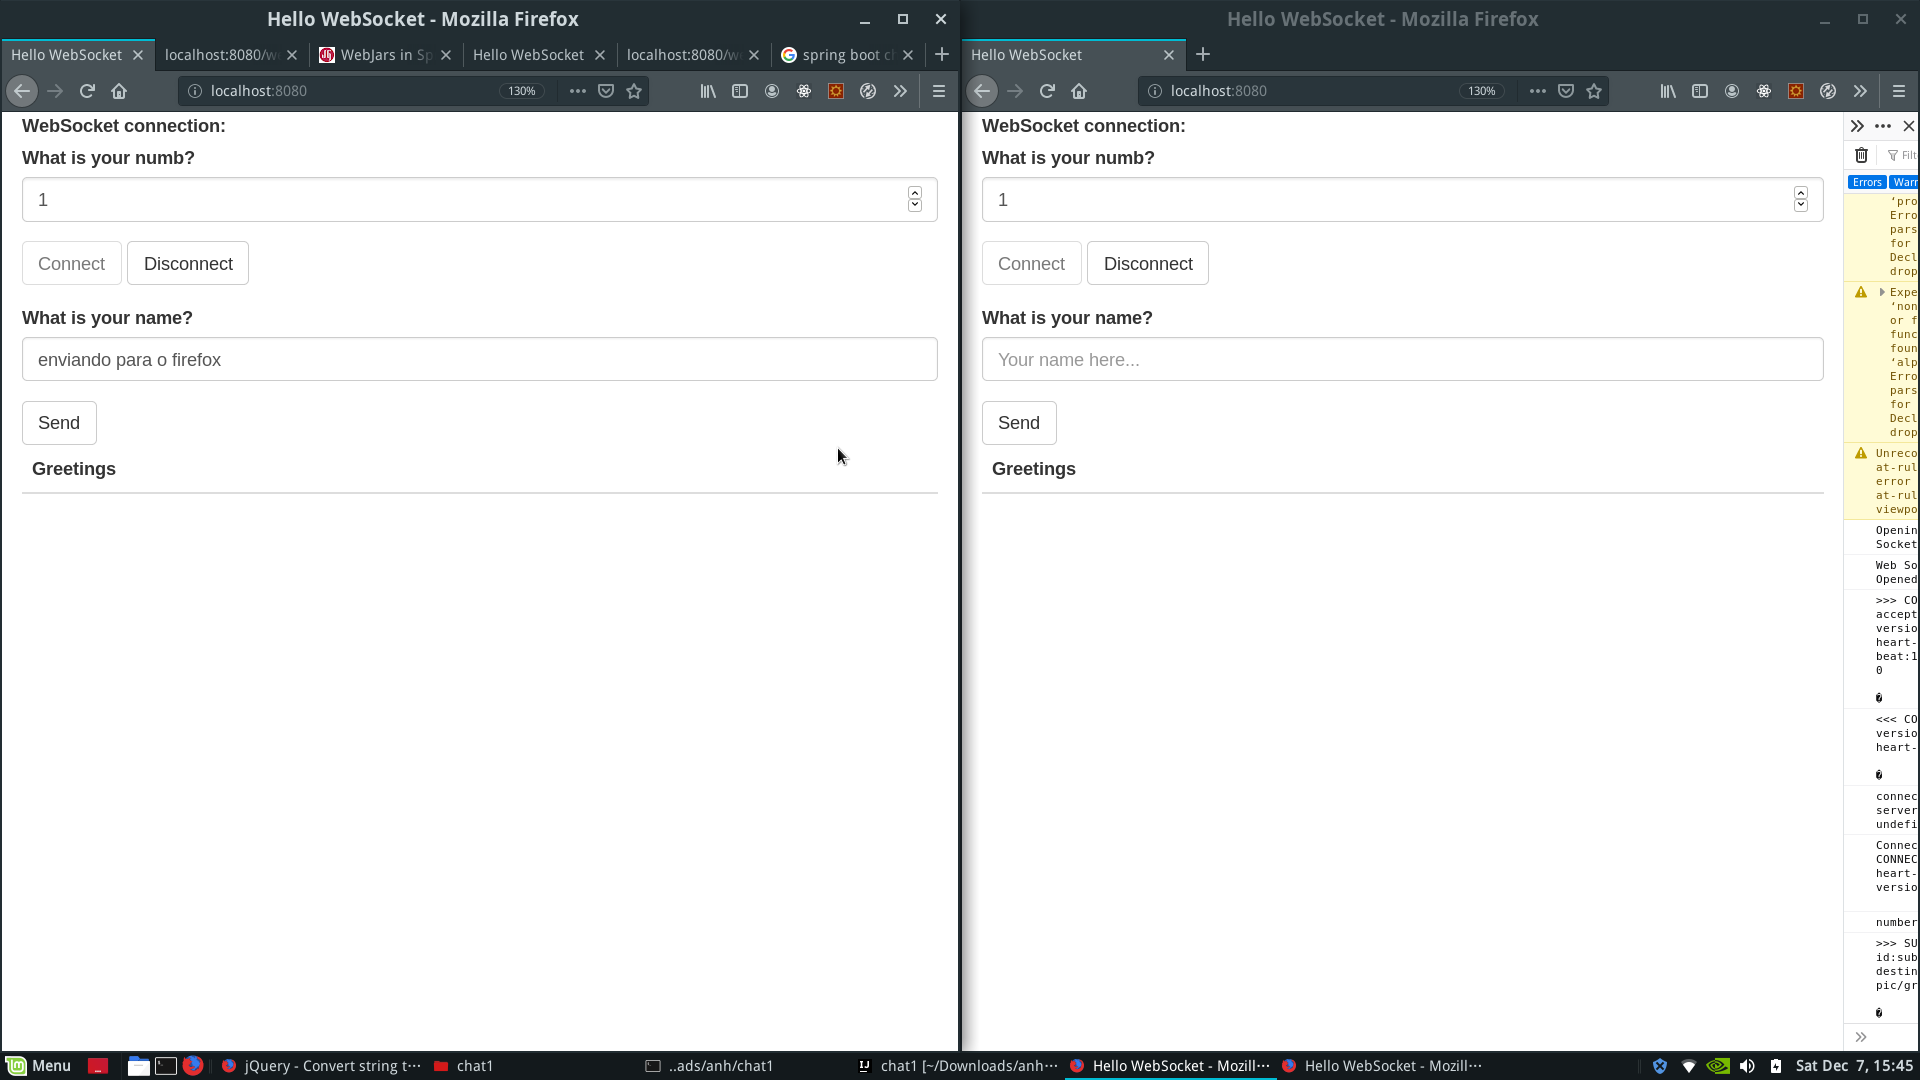 Hello WebSocket - Mozilla Firefox
Hello WebSocket
localhost:8080/w
WebJars in Sp
Hello WebSocket
localhost:8080/w
spring boot c
localhost:8080
130%
WebSocket connection:
What is your numb?
1
Connect
Disconnect
What is your name?
enviando para o firefox
Send
Greetings
Hello WebSocket - Mozilla Firefox
Hello WebSocket
localhost:8080
130%
WebSocket connection:
What is your numb?
1
Connect
Disconnect
What is your name?
Your name here...
Send
Greetings
Filt
Errors
Warr
‘pro
Erro
pars
for
Decl
drop
Expe
‘non
or f
func
foun
‘alp
Erro
pars
for
Decl
drop
Unreco
at-rul
error
at-rul
viewpo
Openin
Socket
Web So
Opened
>>> CO
accept
versio
heart-
beat:1
0
<<< CO
versio
heart-
connec
server
undefi
Connec
CONNEC
heart-
versio
number
>>> SU
id:sub
destin
pic/gr
Menu
jQuery - Convert string t···
chat1
..ads/anh/chat1
chat1 [~/Downloads/anh···
Hello WebSocket - Mozill···
Hello WebSocket - Mozill···
Sat Dec 7, 15:45